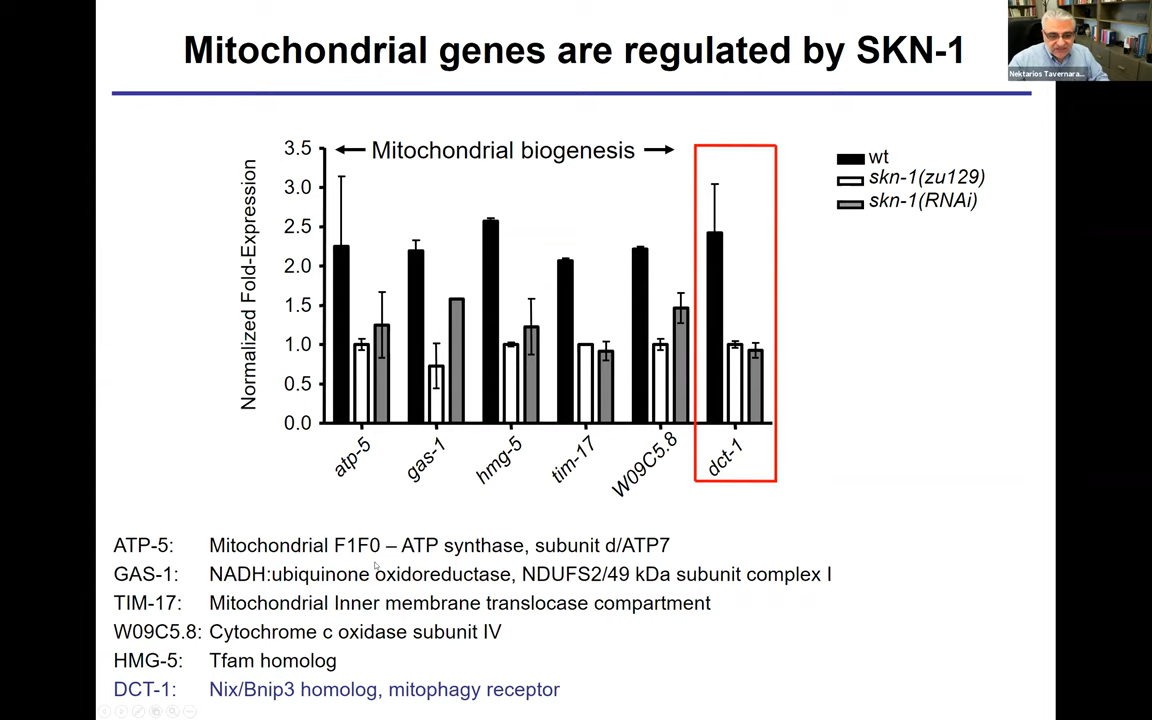 Mitochondrial genes are regulated by SKN-1
Nektarios Tavernara...
Mitochondrial biogenesis
Normalized Fold-Expression
3.5
3.0
2.5
2.0
1.5
1.0
0.5
0.0
atp-5
gas-1
hmg-5
tim-17
W09C5.8
dct-1
wt
skn-1(zu129)
skn-1(RNAi)
ATP-5: Mitochondrial F1F0 – ATP synthase, subunit d/ATP7
GAS-1: NADH:ubiquinone oxidoreductase, NDUFS2/49 kDa subunit complex I
TIM-17: Mitochondrial Inner membrane translocase compartment
W09C5.8: Cytochrome c oxidase subunit IV
HMG-5: Tfam homolog
DCT-1: Nix/Bnip3 homolog, mitophagy receptor